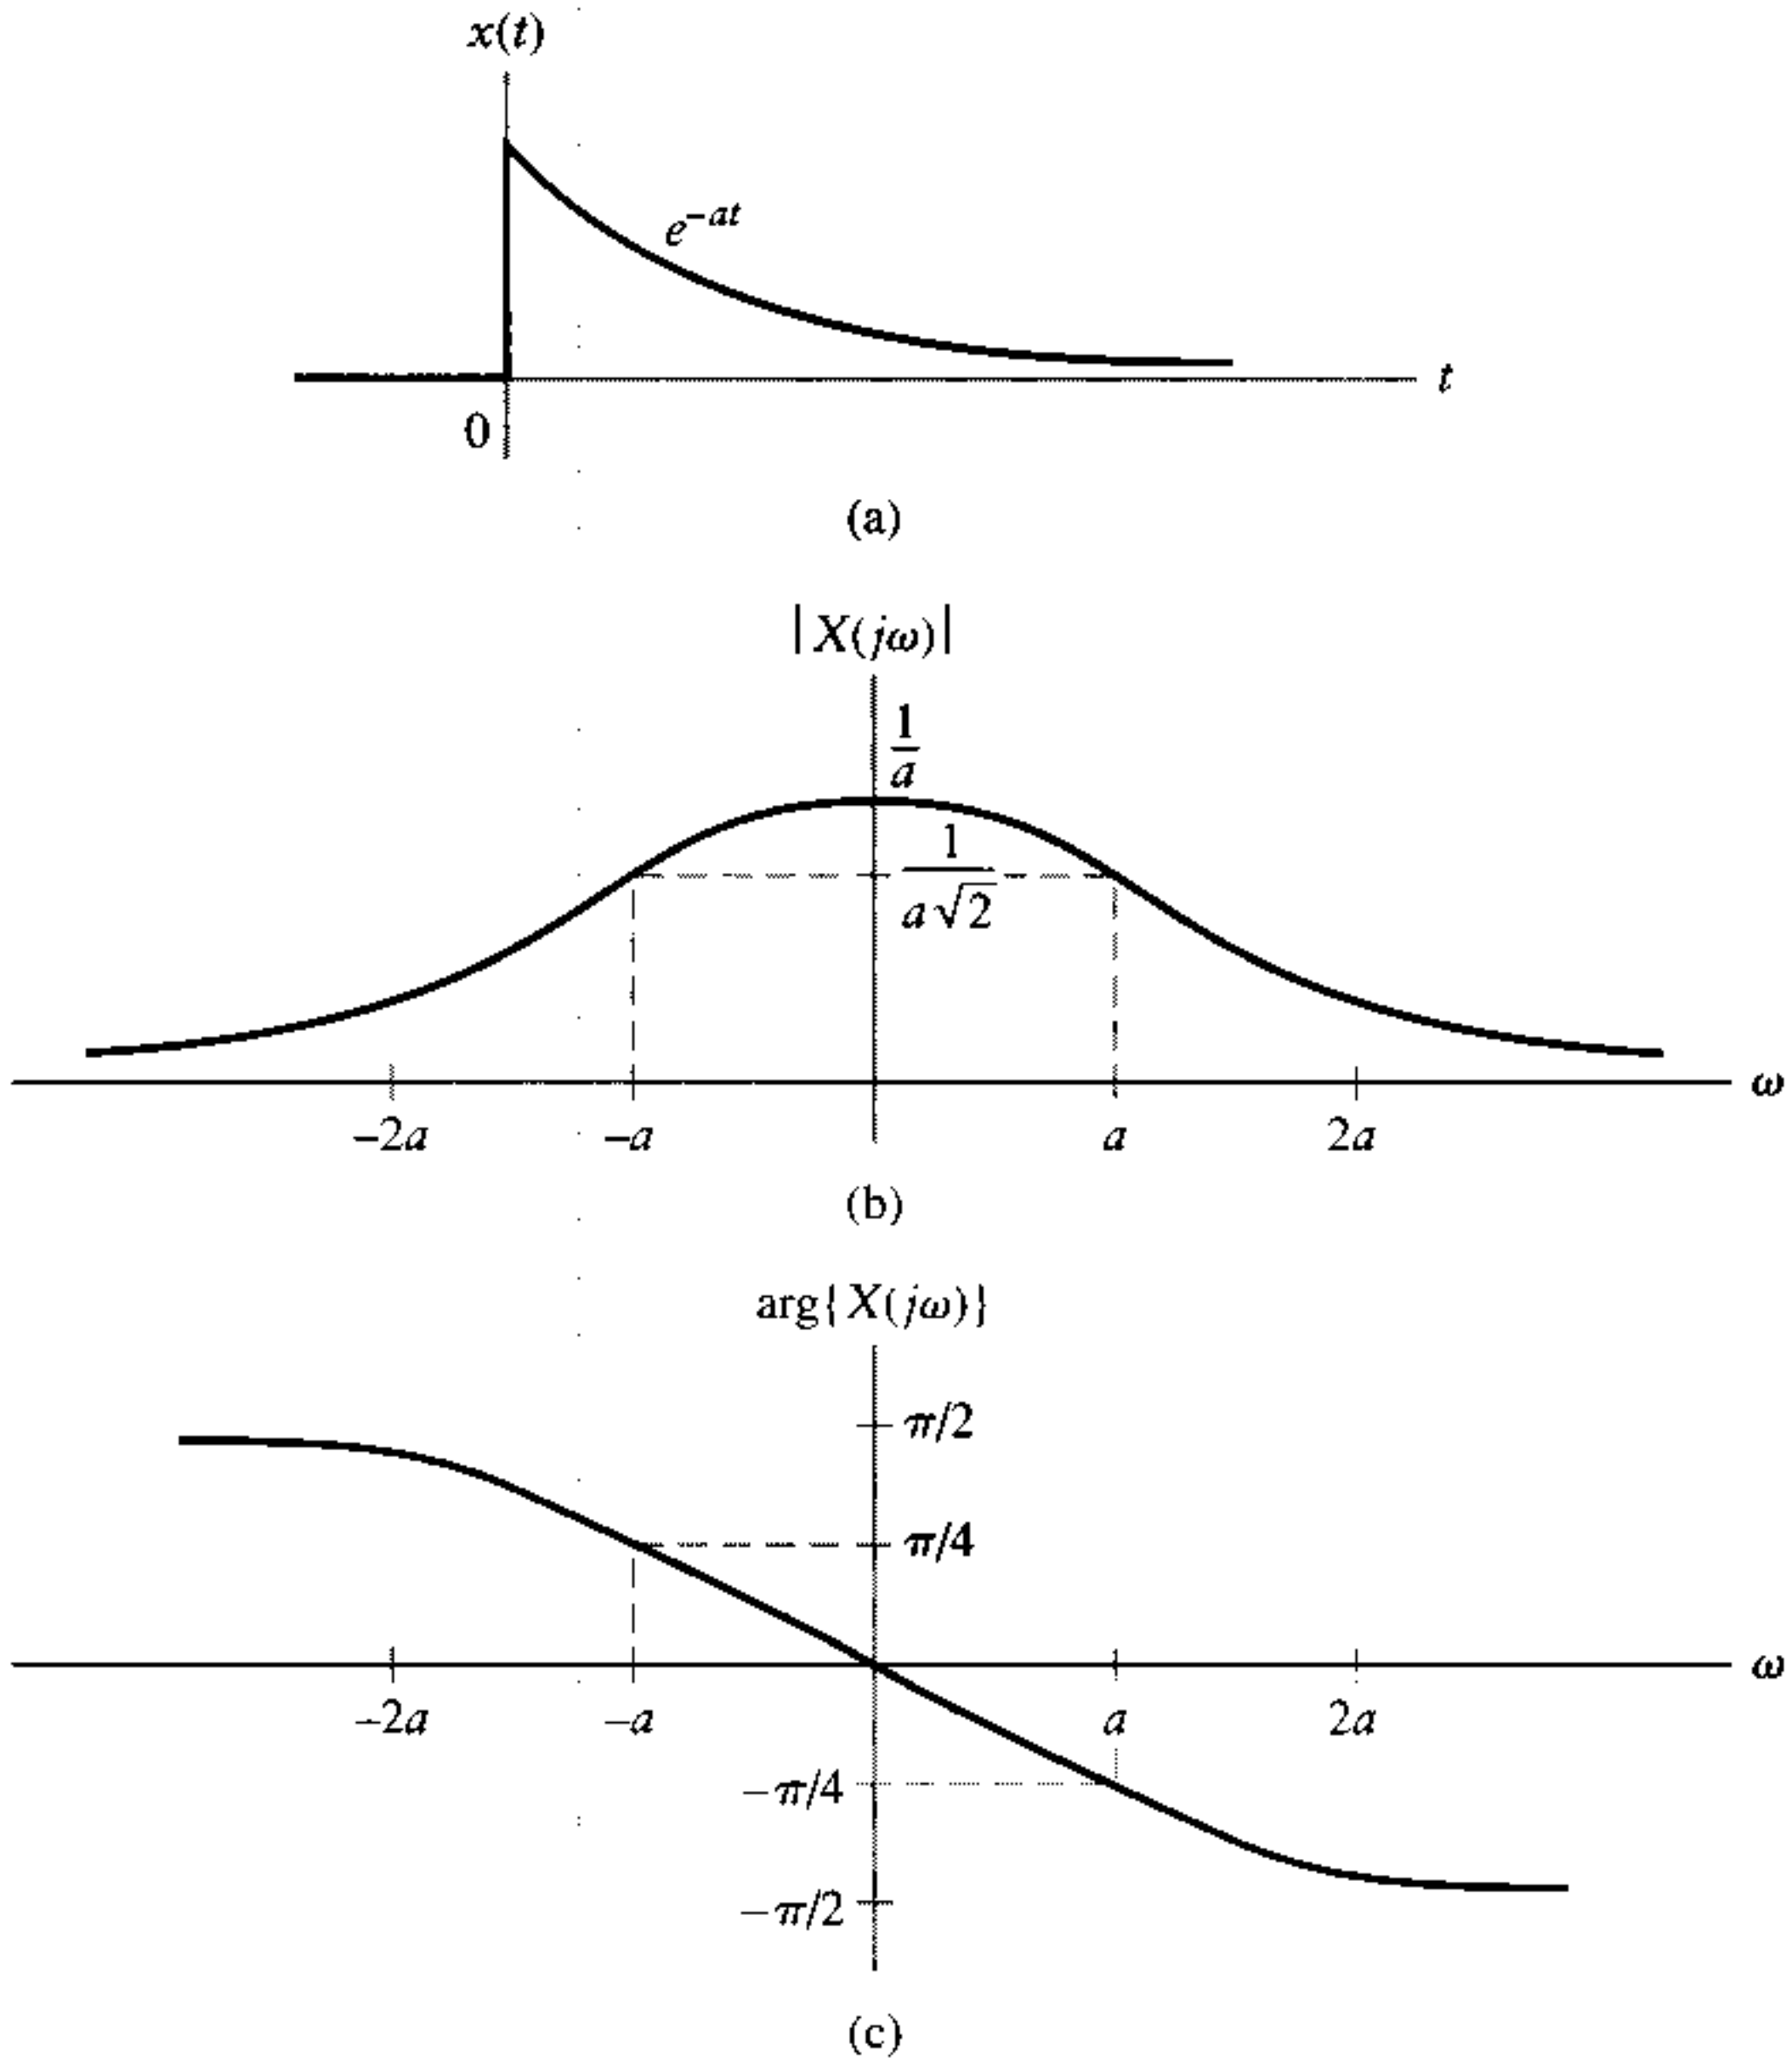 x(t)
e^{-at}
t
0
(a)
|X(jω)|
1/a
1/(a√2)
ω
−2a −a a 2a
(b)
arg{X(jω)}
π/2
π/4
ω
−2a −a a 2a
−π/4
−π/2
(c)